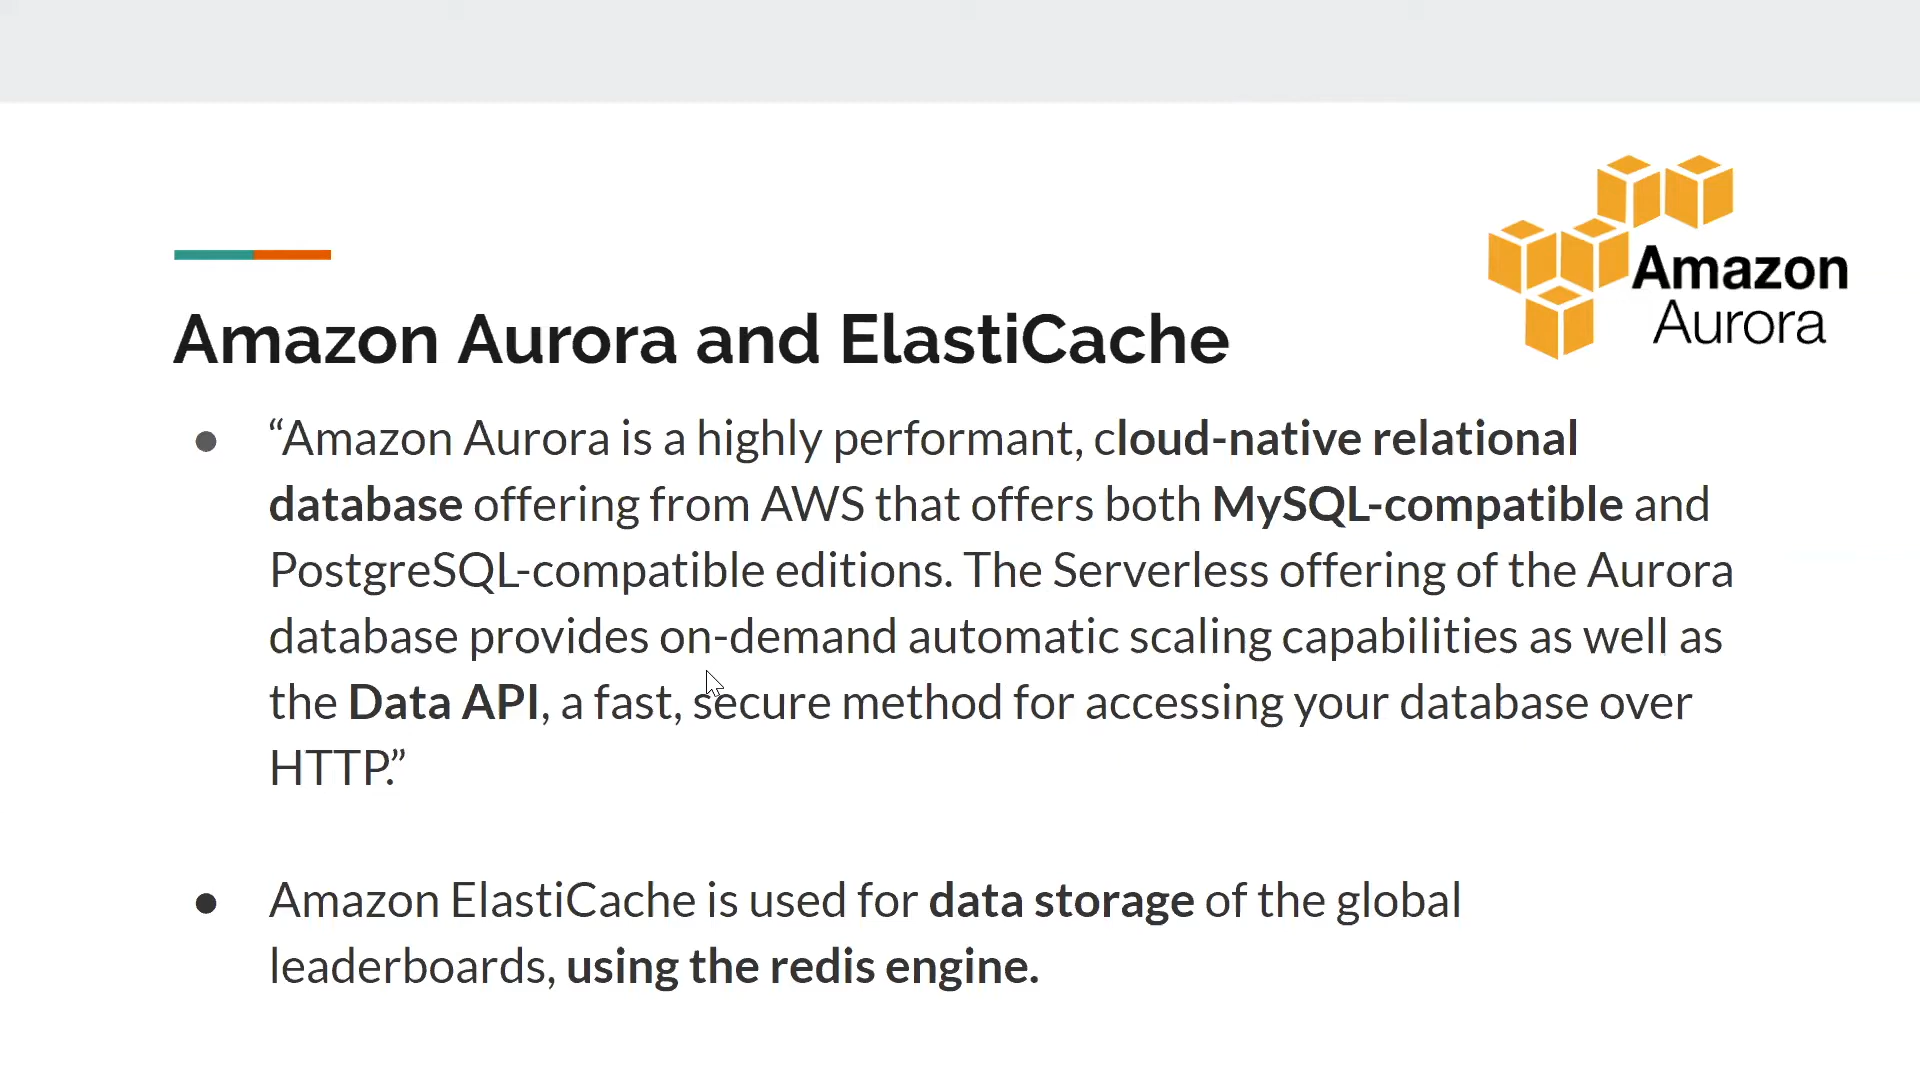 Amazon
Aurora
Amazon Aurora and ElastiCache
● “Amazon Aurora is a highly performant, cloud-native relational
database offering from AWS that offers both MySQL-compatible and
PostgreSQL-compatible editions. The Serverless offering of the Aurora
database provides on-demand automatic scaling capabilities as well as
the Data API, a fast, secure method for accessing your database over
HTTP.”
● Amazon ElastiCache is used for data storage of the global
leaderboards, using the redis engine.